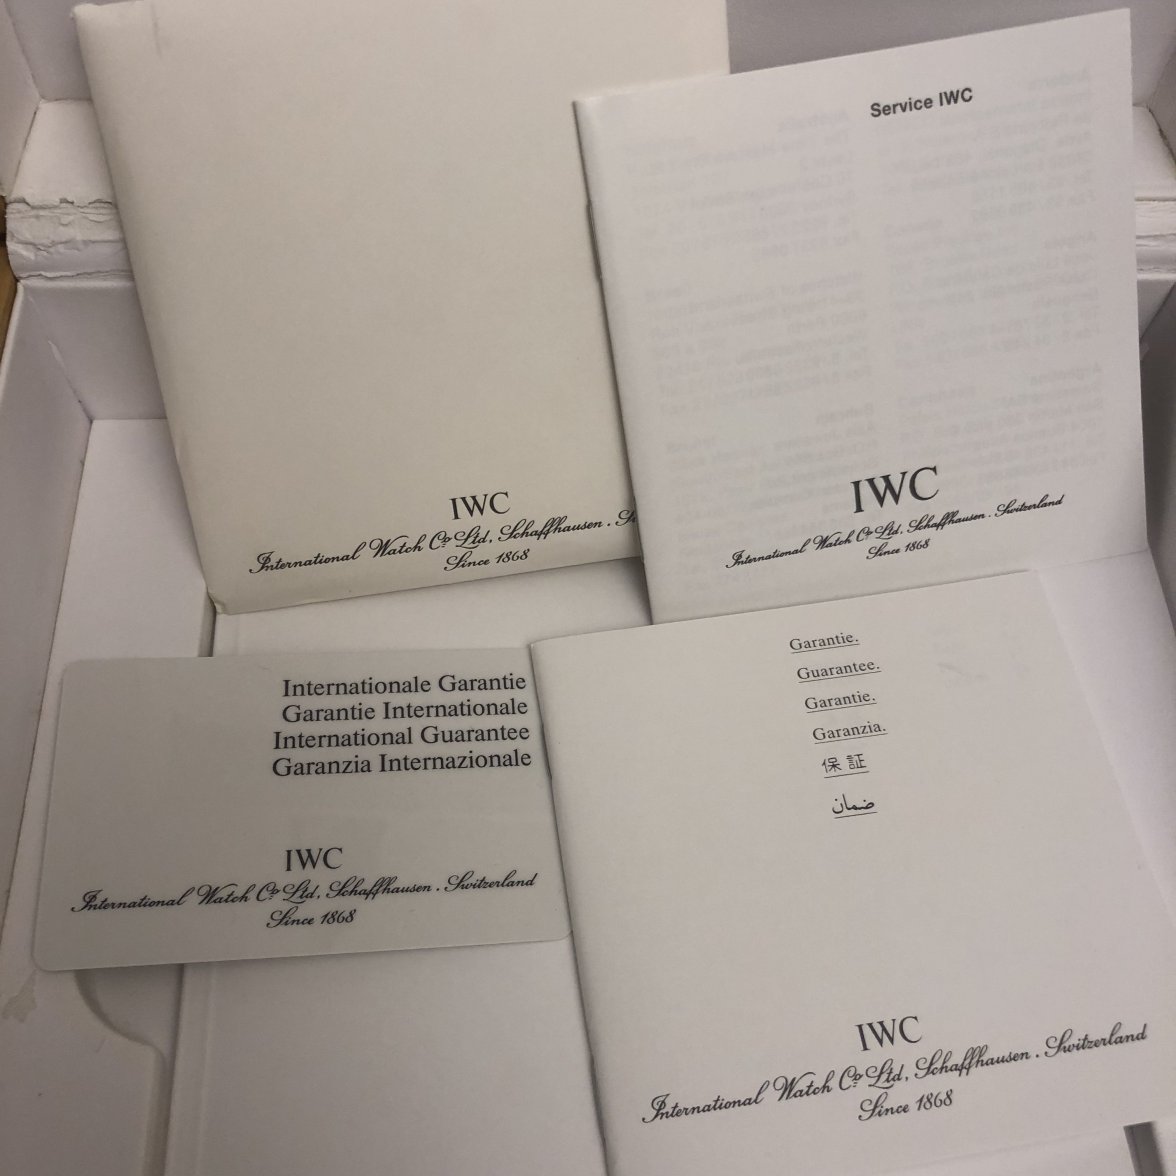 IWC
International Watch Co Ltd, Schaffhausen .
Since 1868
Service IWC
IWC
International Watch Co Ltd, Schaffhausen . Switzerland
Since 1868
Internationale Garantie
Garantie Internationale
International Guarantee
Garanzia Internazionale
IWC
International Watch Co Ltd, Schaffhausen . Switzerland
Since 1868
Garantie.
Guarantee.
Garantie.
Garanzia.
保証
ضمان
IWC
International Watch Co Ltd, Schaffhausen . Switzerland
Since 1868